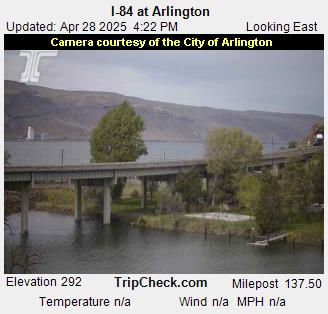 I-84 at Arlington
Updated: Apr 28 2025 4:22 PM Looking East
Camera courtesy of the City of Arlington
Elevation 292 TripCheck.com Milepost 137.50
Temperature n/a Wind n/a MPH n/a